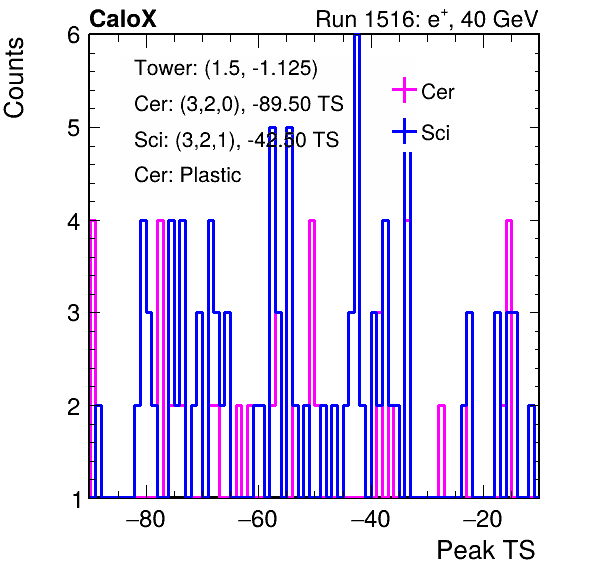 CaloX Run 1516: e+, 40 GeV
Counts
Tower: (1.5, -1.125)
Cer: (3,2,0), -89.50 TS
Sci: (3,2,1), -42.50 TS
Cer: Plastic
Cer
Sci
6
5
4
3
2
1
−80 −60 −40 −20
Peak TS